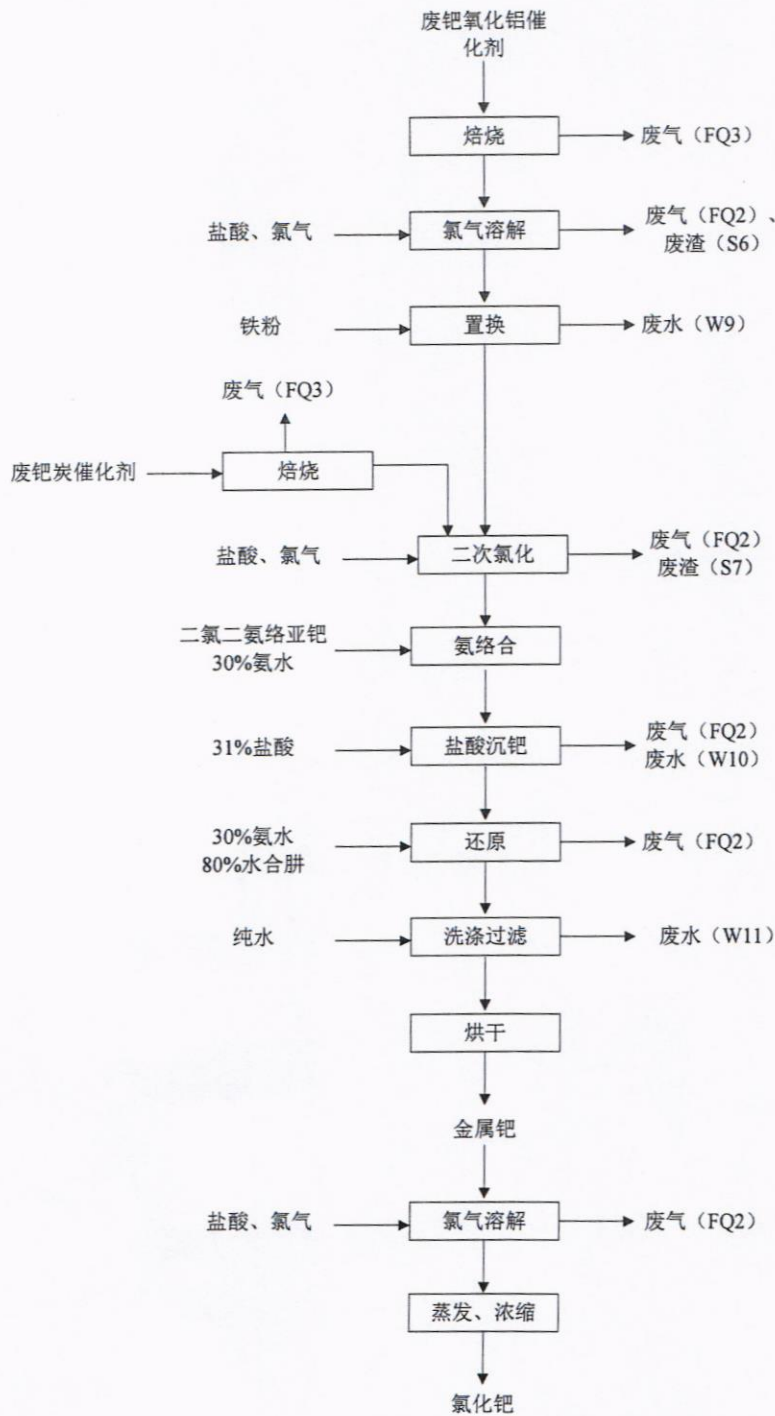 废钯氧化铝催
化剂
焙烧
废气（FQ3）
盐酸、氯气
氯气溶解
废气（FQ2）、
废渣（S6）
铁粉
置换
废水（W9）
废气（FQ3）
废钯炭催化剂
焙烧
盐酸、氯气
二次氯化
废气（FQ2）
废渣（S7）
二氯二氨络亚钯
30%氨水
氨络合
31%盐酸
盐酸沉钯
废气（FQ2）
废水（W10）
30%氨水
80%水合肼
还原
废气（FQ2）
纯水
洗涤过滤
废水（W11）
烘干
金属钯
盐酸、氯气
氯气溶解
废气（FQ2）
蒸发、浓缩
氯化钯